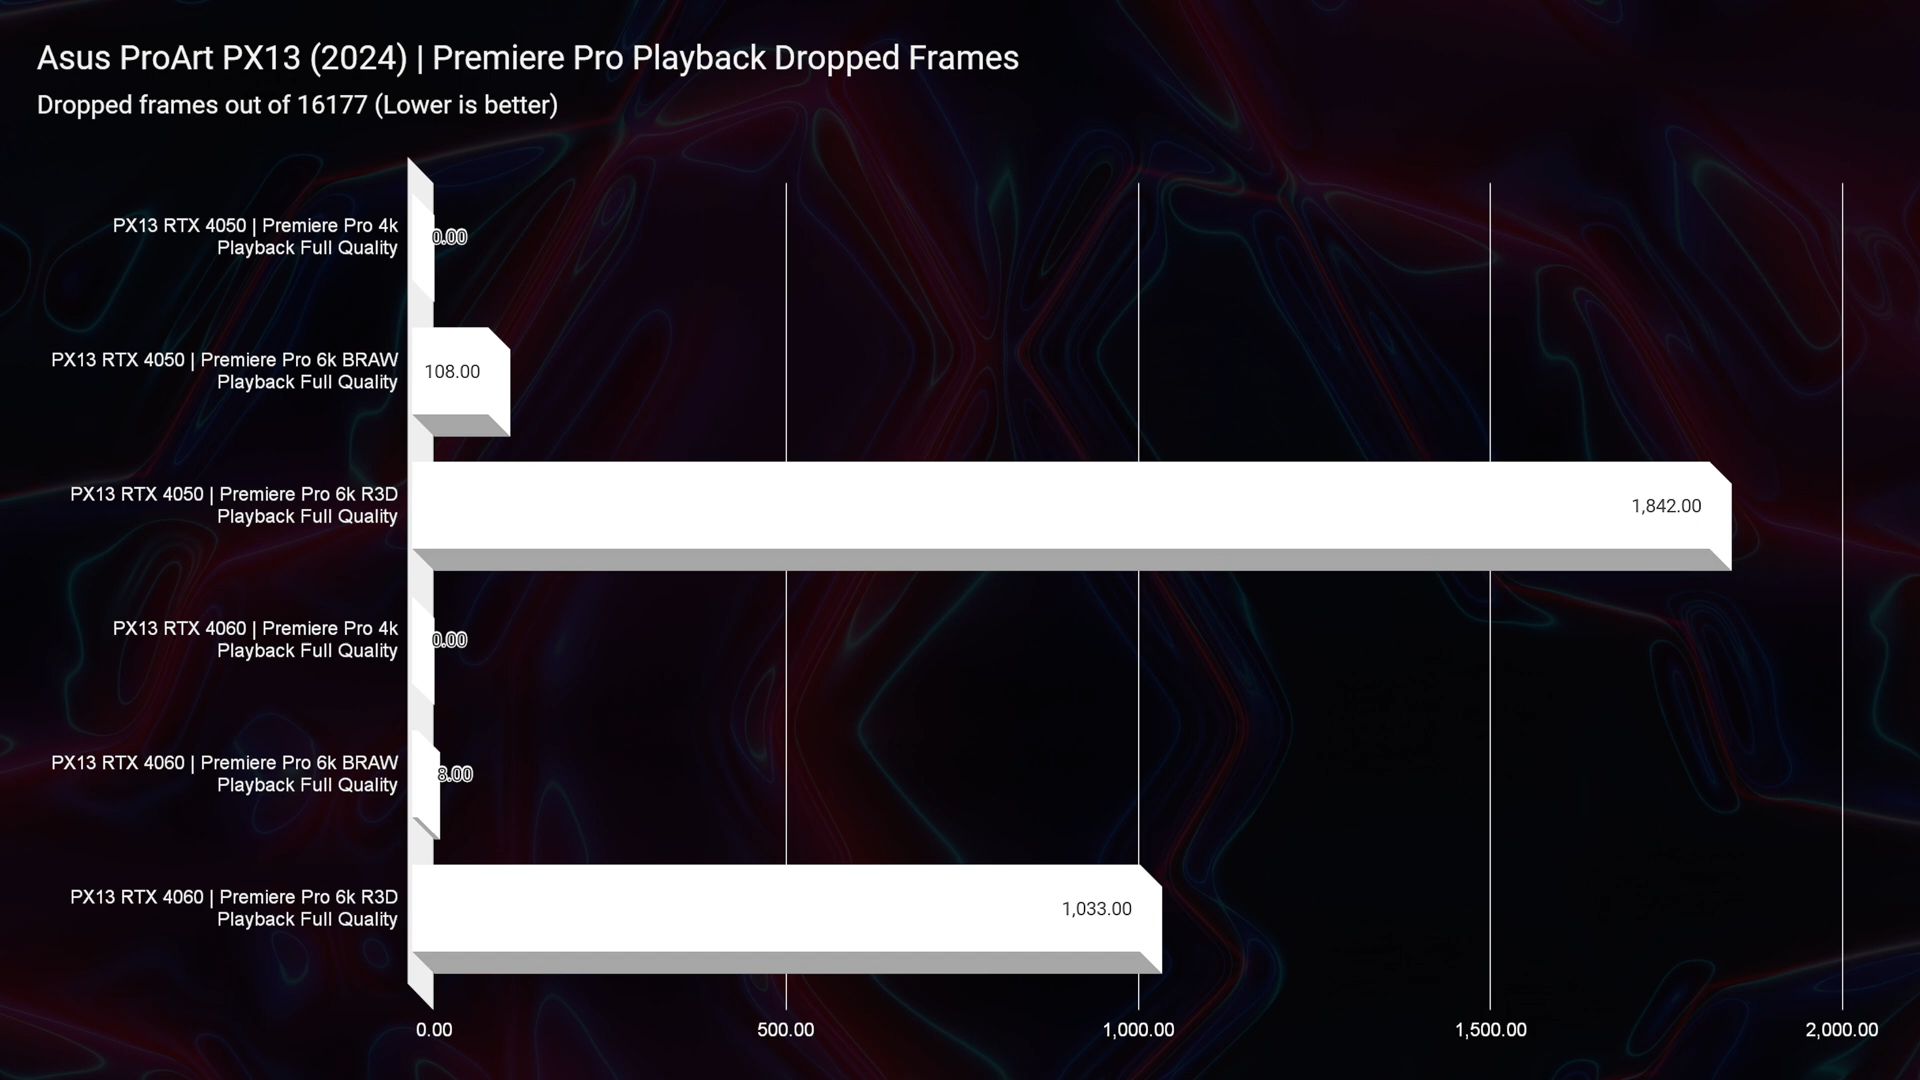 Asus ProArt PX13 (2024) | Premiere Pro Playback Dropped Frames
Dropped frames out of 16177 (Lower is better)
PX13 RTX 4050 | Premiere Pro 4k
Playback Full Quality
0.00
PX13 RTX 4050 | Premiere Pro 6k BRAW
Playback Full Quality
108.00
PX13 RTX 4050 | Premiere Pro 6k R3D
Playback Full Quality
1,842.00
PX13 RTX 4060 | Premiere Pro 4k
Playback Full Quality
0.00
PX13 RTX 4060 | Premiere Pro 6k BRAW
Playback Full Quality
8.00
PX13 RTX 4060 | Premiere Pro 6k R3D
Playback Full Quality
1,033.00
0.00 500.00 1,000.00 1,500.00 2,000.00